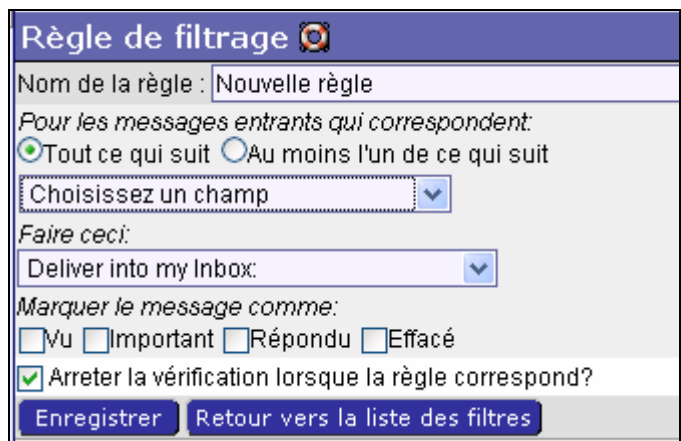 Règle de filtrage
Nom de la règle : Nouvelle règle
Pour les messages entrants qui correspondent:
Tout ce qui suit Au moins l'un de ce qui suit
Choisissez un champ
Faire ceci:
Deliver into my Inbox:
Marquer le message comme:
Vu Important Répondu Effacé
Arreter la vérification lorsque la règle correspond?
Enregistrer Retour vers la liste des filtres